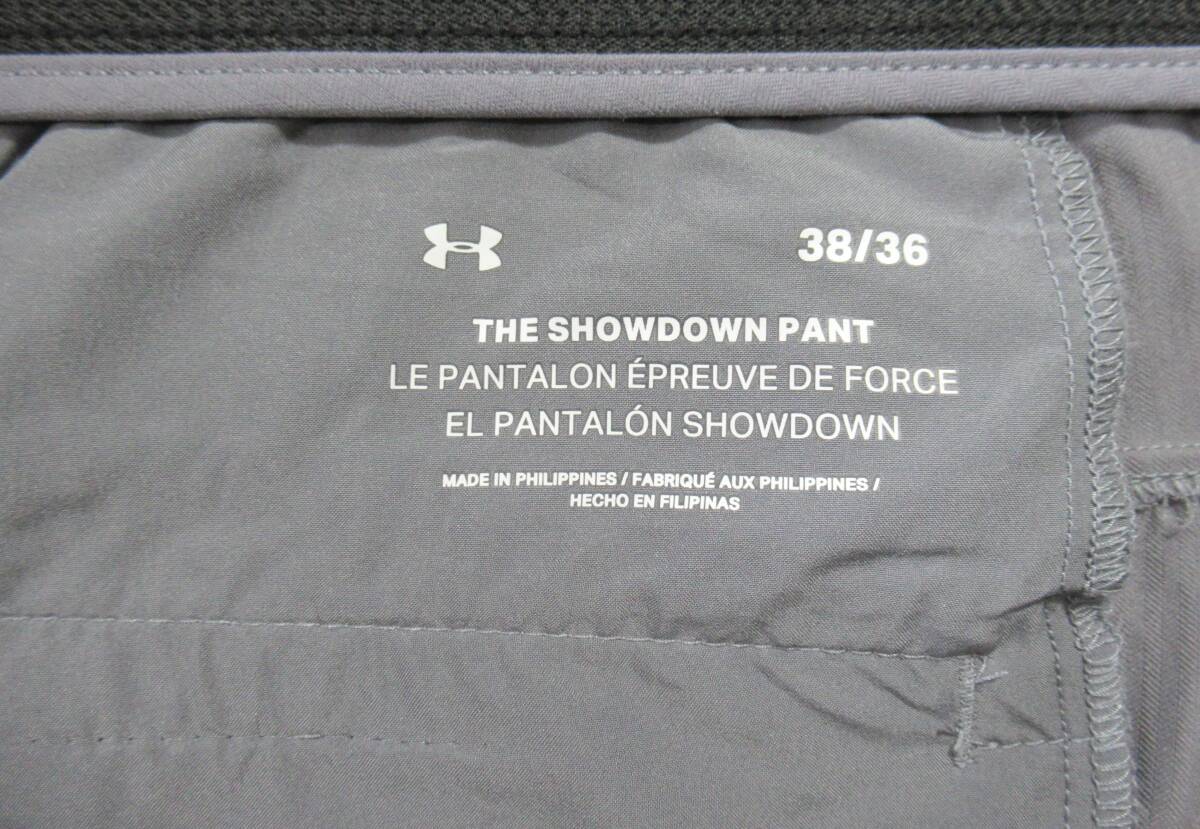 38/36
THE SHOWDOWN PANT
LE PANTALON ÉPREUVE DE FORCE
EL PANTALÓN SHOWDOWN
MADE IN PHILIPPINES / FABRIQUÉ AUX PHILIPPINES /
HECHO EN FILIPINAS